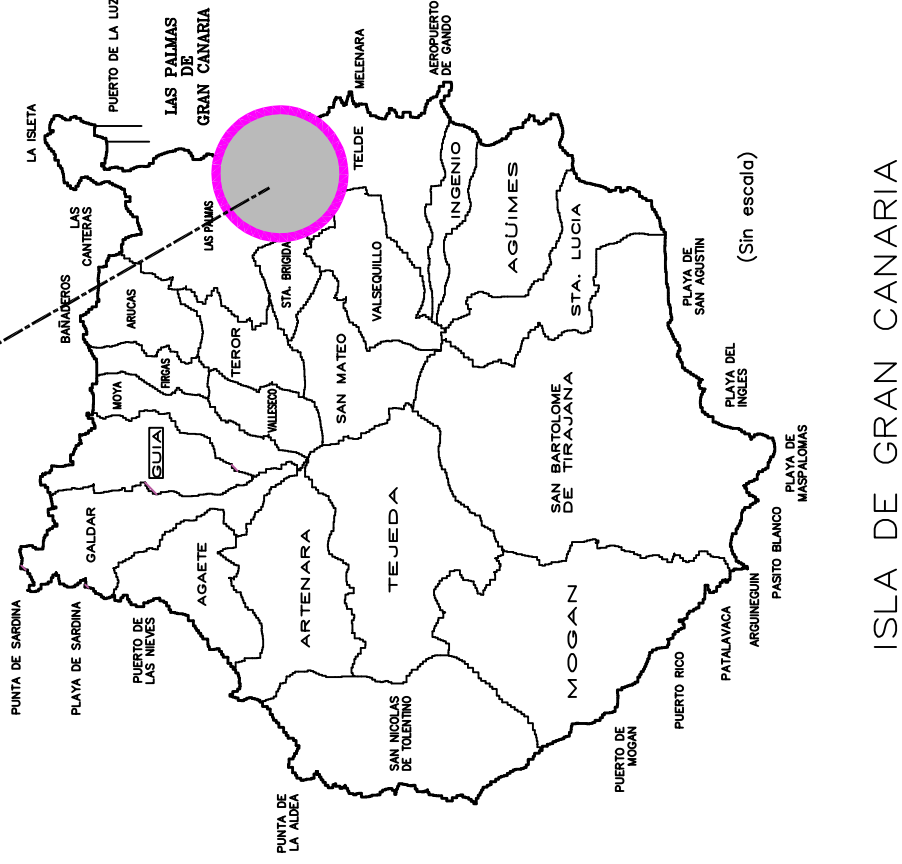 LA ISLETA
PUERTO DE LA LUZ
LAS PALMAS
DE
GRAN CANARIA
MELENARA
AEROPUERTO
DE GANDO
LAS
CANTERAS
BAÑADEROS
LAS PALMAS
TELDE
INGENIO
AGÜIMES
STA. LUCIA
STA. BRIGIDA
VALSEQUILLO
ARUCAS
TEROR
SAN MATEO
FIRGAS
MOYA
VALLESECO
GUIA
GALDAR
AGAETE
ARTENARA
TEJEDA
SAN BARTOLOME
DE TIRAJANA
MOGAN
SAN NICOLAS
DE TOLENTINO
PUNTA DE SARDINA
PLAYA DE SARDINA
PUERTO DE
LAS NIEVES
PUNTA DE
LA ALDEA
PUERTO DE
MOGAN
PUERTO RICO
PATALAVACA
ARGUINEGUIN
PASITO BLANCO
PLAYA DE
MASPALOMAS
PLAYA DEL
INGLES
PLAYA DE
SAN AGUSTIN
(Sin escala)
ISLA DE GRAN CANARIA